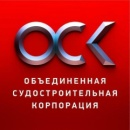 ОСК
ОБЪЕДИНЕННАЯ
СУДОСТРОИТЕЛЬНАЯ
КОРПОРАЦИЯ